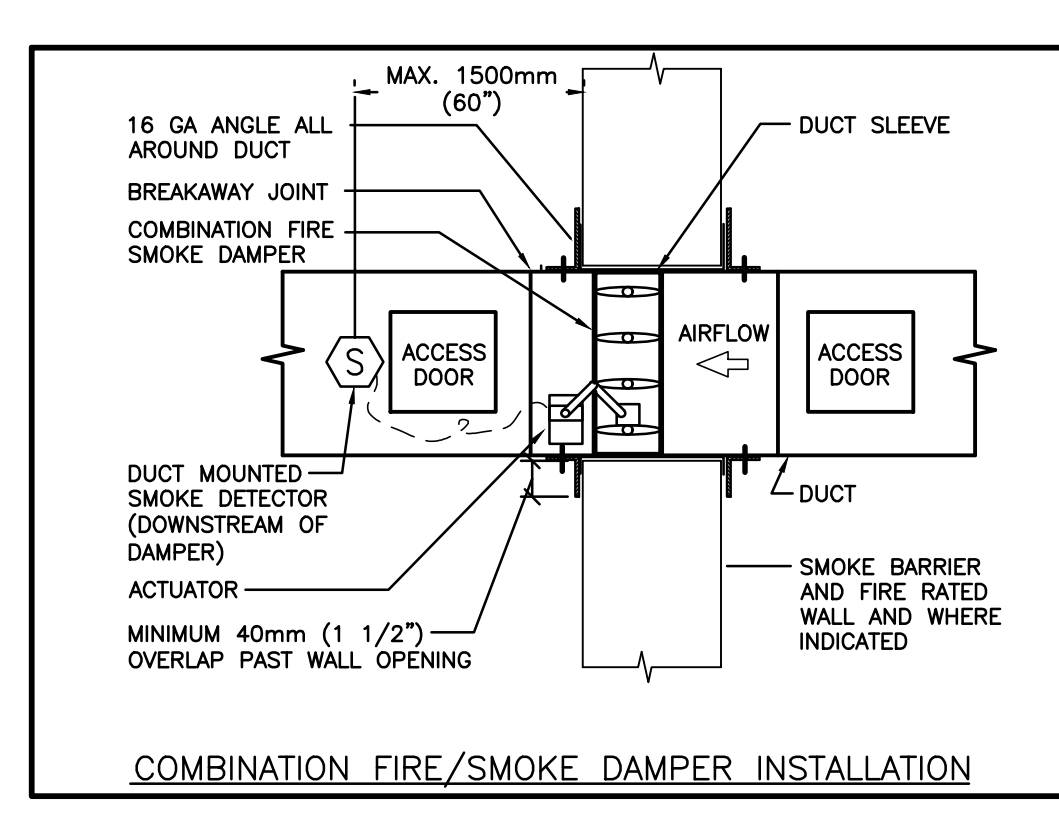 MAX. 1500mm
(60")
16 GA ANGLE ALL
AROUND DUCT
BREAKAWAY JOINT
COMBINATION FIRE
SMOKE DAMPER
DUCT SLEEVE
AIRFLOW
S
ACCESS
DOOR
ACCESS
DOOR
DUCT MOUNTED
SMOKE DETECTOR
(DOWNSTREAM OF
DAMPER)
ACTUATOR
MINIMUM 40mm (1 1/2")
OVERLAP PAST WALL OPENING
DUCT
SMOKE BARRIER
AND FIRE RATED
WALL AND WHERE
INDICATED
COMBINATION FIRE/SMOKE DAMPER INSTALLATION